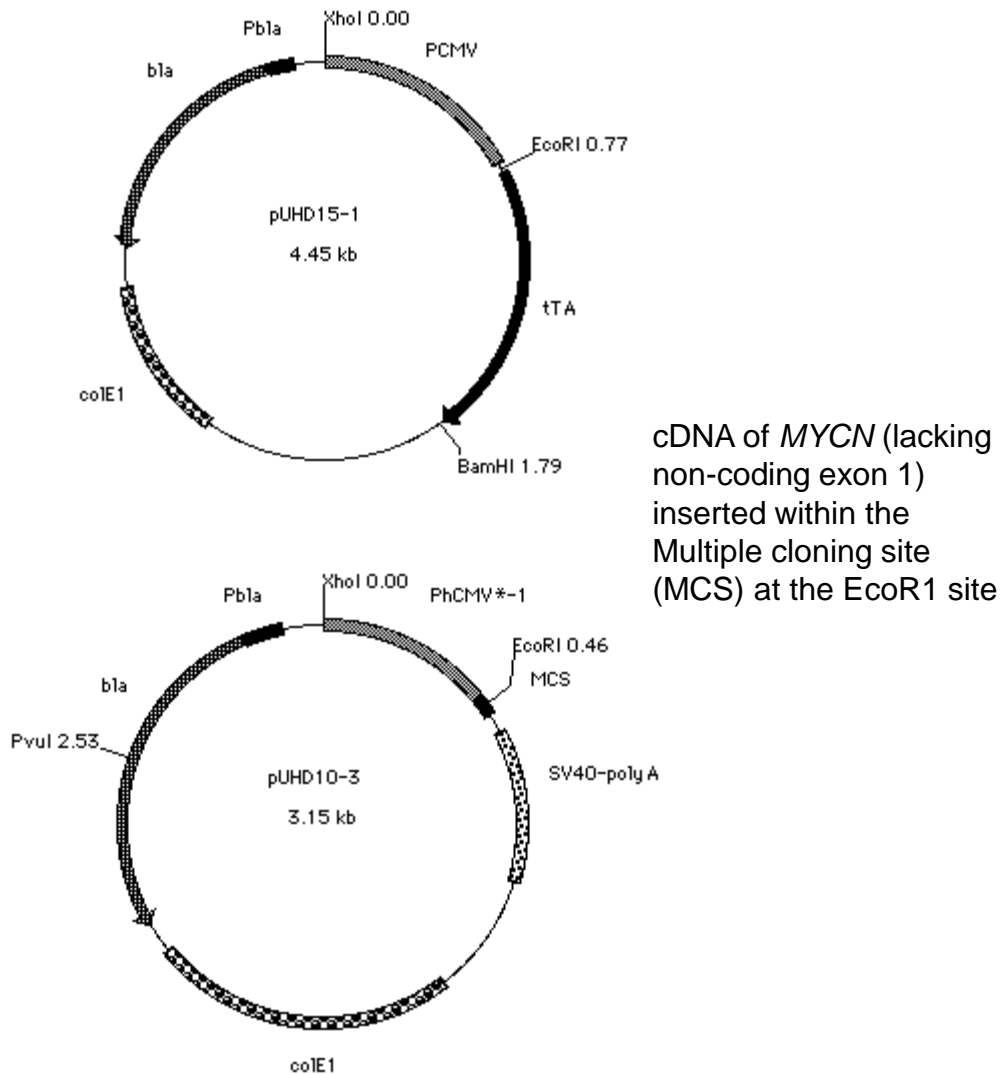 XhoI 0.00
Pbla
PCMV
bla
EcoRI 0.77
pUHD15-1
4.45 kb
tTA
colE1
BamHI 1.79
cDNA of MYCN (lacking
non-coding exon 1)
inserted within the
Multiple cloning site
(MCS) at the EcoR1 site
XhoI 0.00
Pbla
PhCMV*-1
EcoRI 0.46
MCS
bla
PvuI 2.53
SV40-poly A
pUHD10-3
3.15 kb
colE1